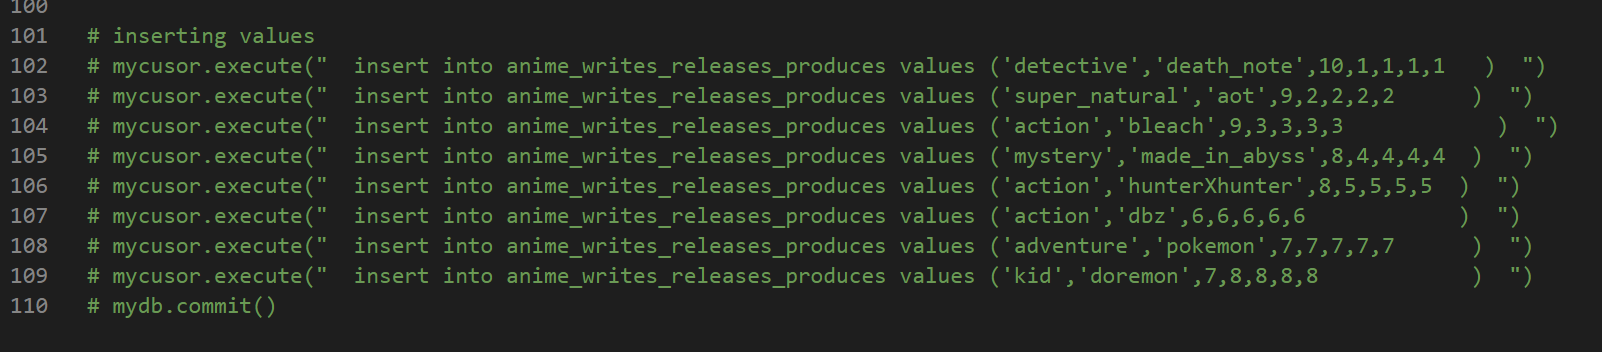 100
101 # inserting values
102 # mycusor.execute("  insert into anime_writes_releases_produces values ('detective','death_note',10,1,1,1,1   )  ")
103 # mycusor.execute("  insert into anime_writes_releases_produces values ('super_natural','aot',9,2,2,2,2      )  ")
104 # mycusor.execute("  insert into anime_writes_releases_produces values ('action','bleach',9,3,3,3,3            )  ")
105 # mycusor.execute("  insert into anime_writes_releases_produces values ('mystery','made_in_abyss',8,4,4,4,4  )  ")
106 # mycusor.execute("  insert into anime_writes_releases_produces values ('action','hunterXhunter',8,5,5,5,5  )  ")
107 # mycusor.execute("  insert into anime_writes_releases_produces values ('action','dbz',6,6,6,6,6            )  ")
108 # mycusor.execute("  insert into anime_writes_releases_produces values ('adventure','pokemon',7,7,7,7,7      )  ")
109 # mycusor.execute("  insert into anime_writes_releases_produces values ('kid','doremon',7,8,8,8,8            )  ")
110 # mydb.commit()